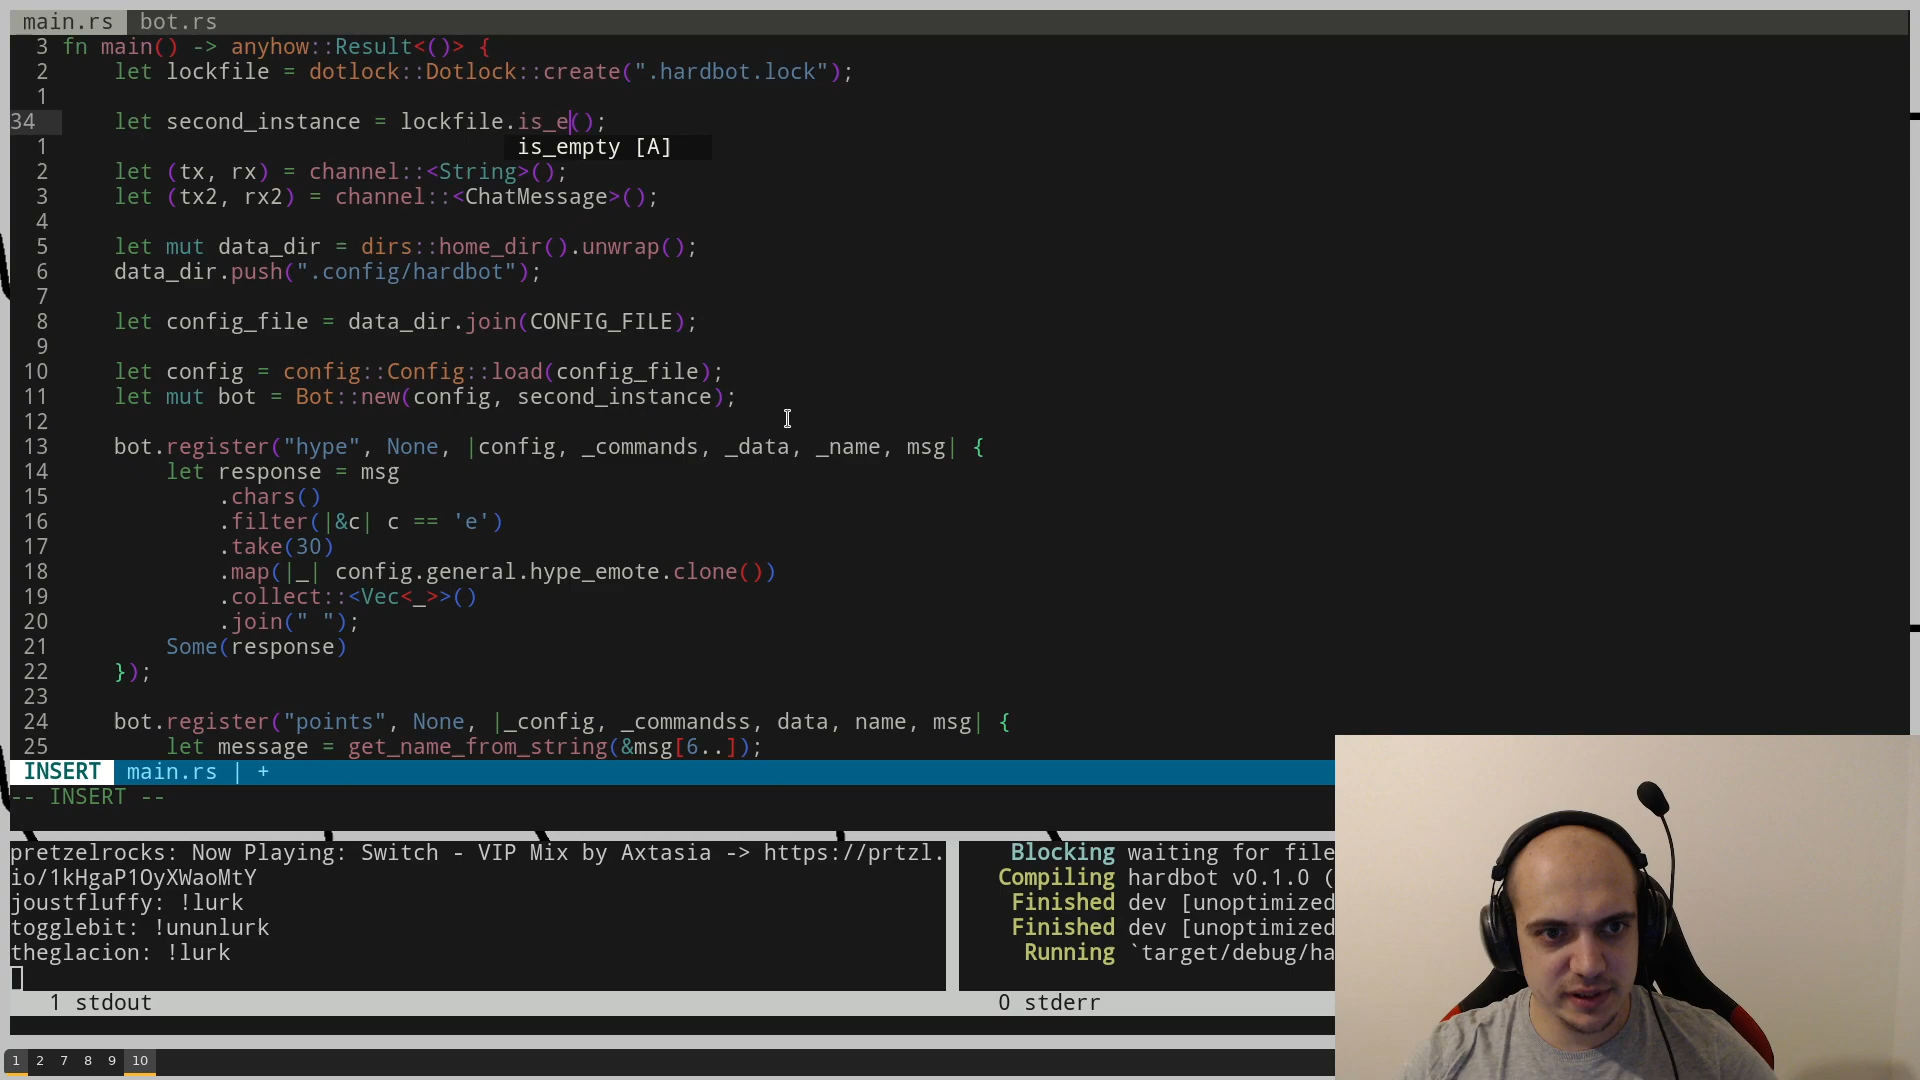 main.rs bot.rs
3 fn main() -> anyhow::Result<()> {
2 let lockfile = dotlock::Dotlock::create(".hardbot.lock");
1
34 let second_instance = lockfile.is_e();
1 is_empty [A]
2 let (tx, rx) = channel::<String>();
3 let (tx2, rx2) = channel::<ChatMessage>();
4
5 let mut data_dir = dirs::home_dir().unwrap();
6 data_dir.push(".config/hardbot");
7
8 let config_file = data_dir.join(CONFIG_FILE);
9
10 let config = config::Config::load(config_file);
11 let mut bot = Bot::new(config, second_instance);
12
13 bot.register("hype", None, |config, _commands, _data, _name, msg| {
14 let response = msg
15 .chars()
16 .filter(|&c| c == 'e')
17 .take(30)
18 .map(|_| config.general.hype_emote.clone())
19 .collect::<Vec<_>>()
20 .join(" ");
21 Some(response)
22 });
23
24 bot.register("points", None, |_config, _commandss, data, name, msg| {
25 let message = get_name_from_string(&msg[6..]);
INSERT main.rs | +
-- INSERT --
pretzelrocks: Now Playing: Switch - VIP Mix by Axtasia -> https://prtzl.
io/1kHgaP1OyXWaoMtY
joustfluffy: !lurk
togglebit: !ununlurk
theglacion: !lurk
1 stdout
Blocking waiting for file
Compiling hardbot v0.1.0 (
Finished dev [unoptimized
Finished dev [unoptimized
Running `target/debug/ha
0 stderr
1 2 7 8 9 10